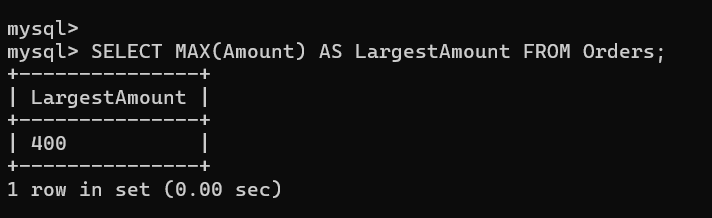 mysql>
mysql> SELECT MAX(Amount) AS LargestAmount FROM Orders;
+---------------+
| LargestAmount |
+---------------+
| 400           |
+---------------+
1 row in set (0.00 sec)